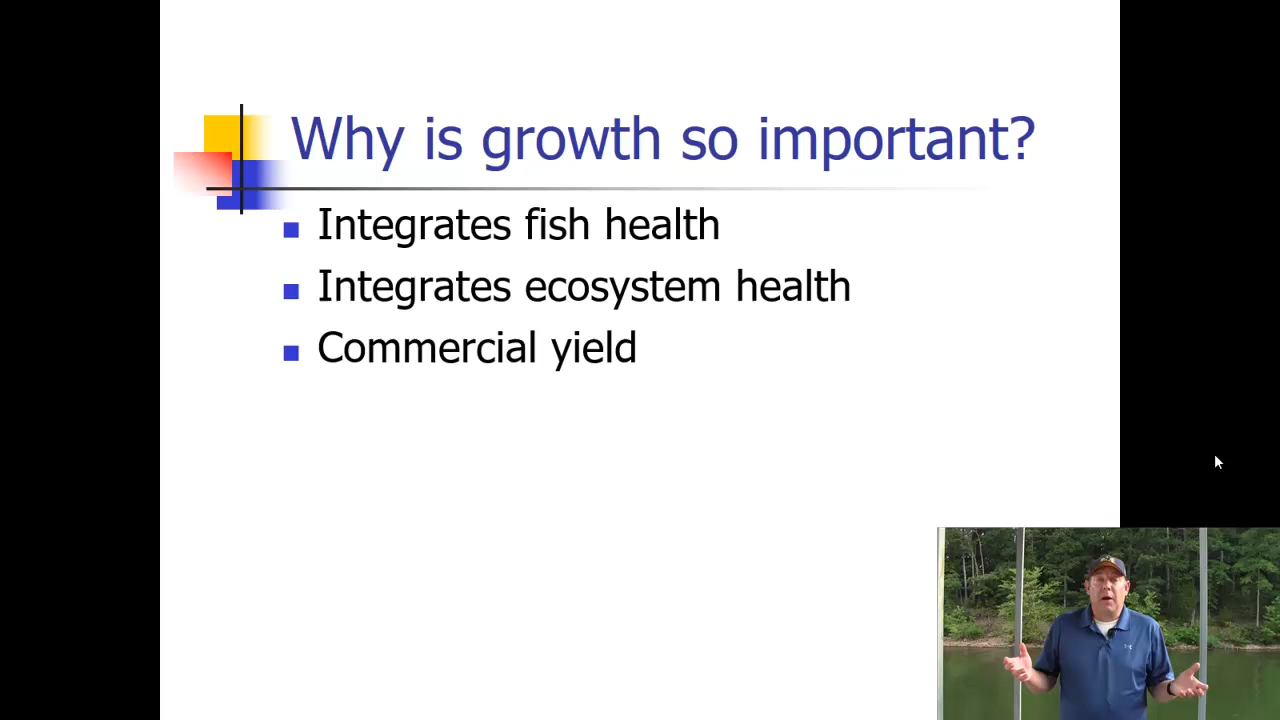 Why is growth so important?
Integrates fish health
Integrates ecosystem health
Commercial yield